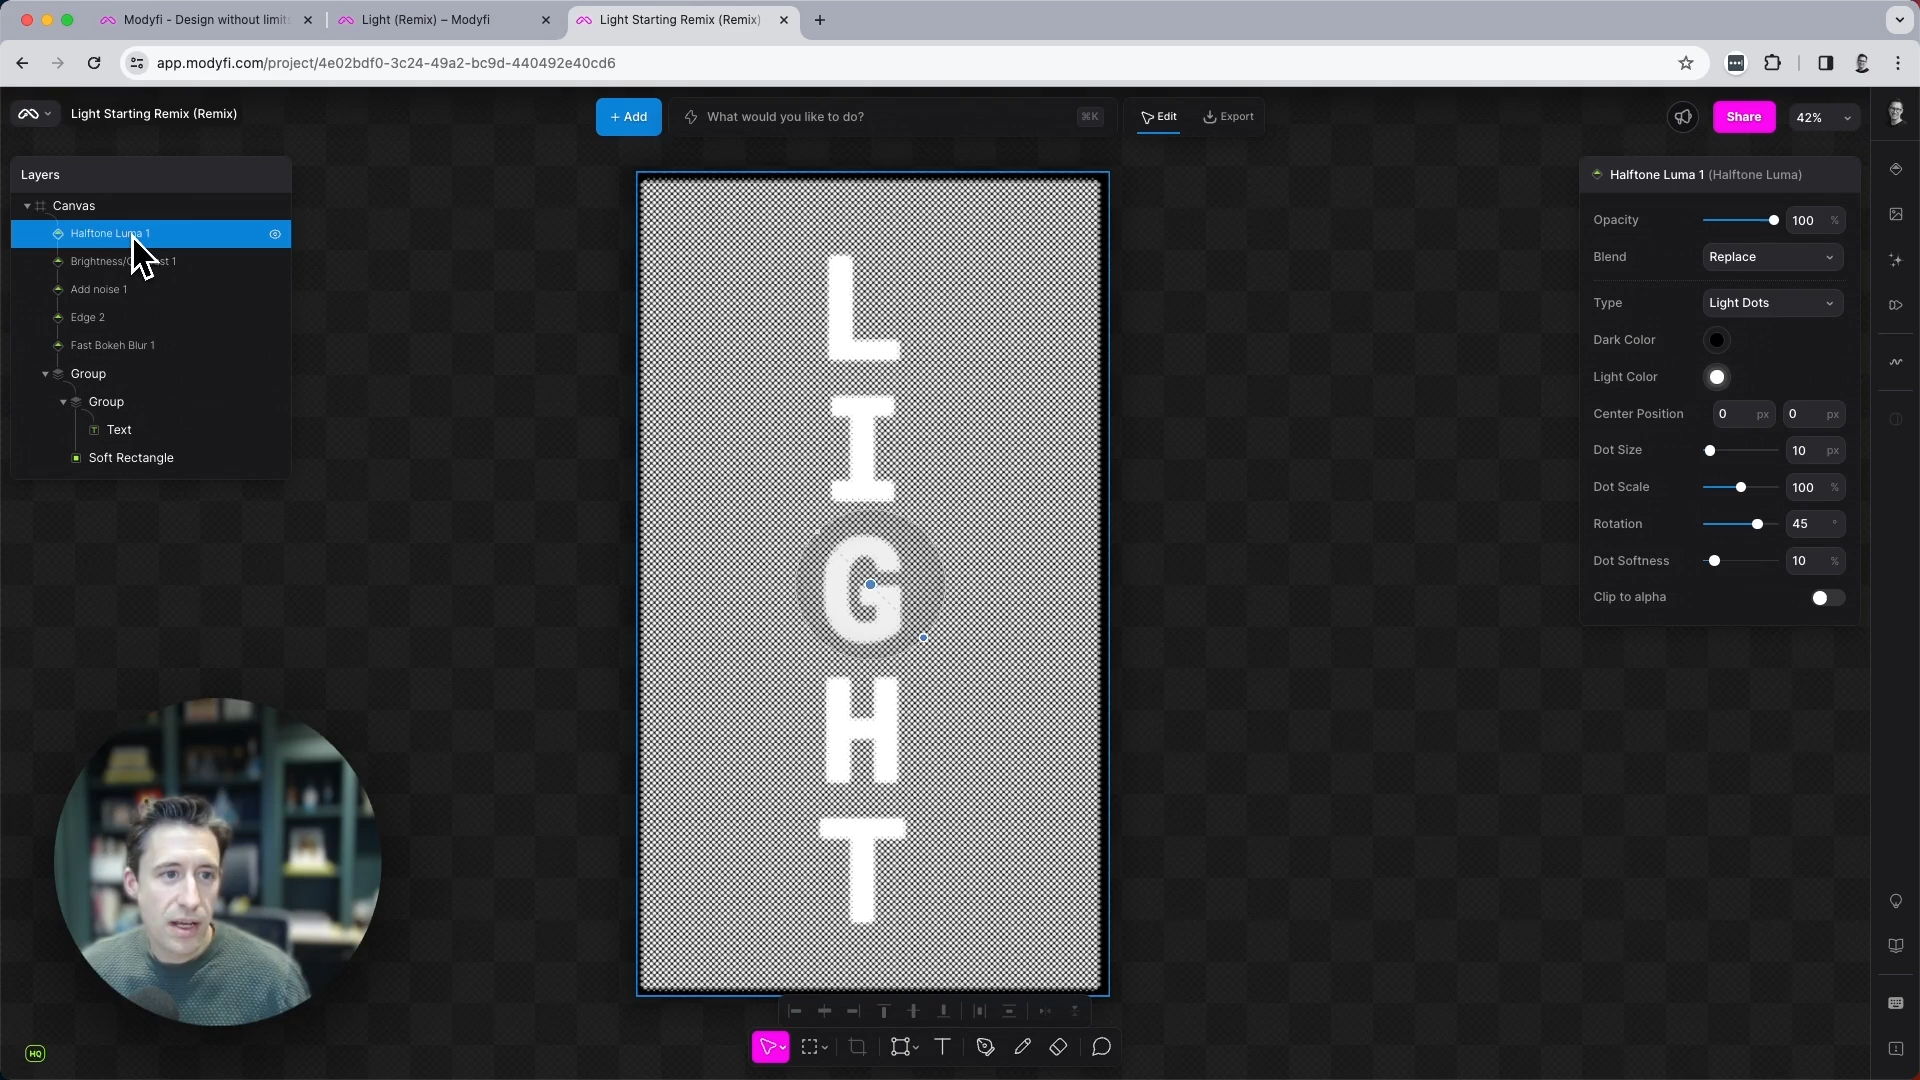 Modyfi - Design without limit
Light (Remix) – Modyfi
Light Starting Remix (Remix)
app.modyfi.com/project/4e02bdf0-3c24-49a2-bc9d-440492e40cd6
Light Starting Remix (Remix)
+ Add
What would you like to do?
⌘K
Edit
Export
Share
42%
Layers
Canvas
Halftone Luma 1
Brightness/
st 1
Add noise 1
Edge 2
Fast Bokeh Blur 1
Group
Group
Text
Soft Rectangle
L
I
G
H
T
Halftone Luma 1 (Halftone Luma)
Opacity 100 %
Blend Replace
Type Light Dots
Dark Color
Light Color
Center Position 0 px 0 px
Dot Size 10 px
Dot Scale 100 %
Rotation 45 °
Dot Softness 10 %
Clip to alpha
HQ